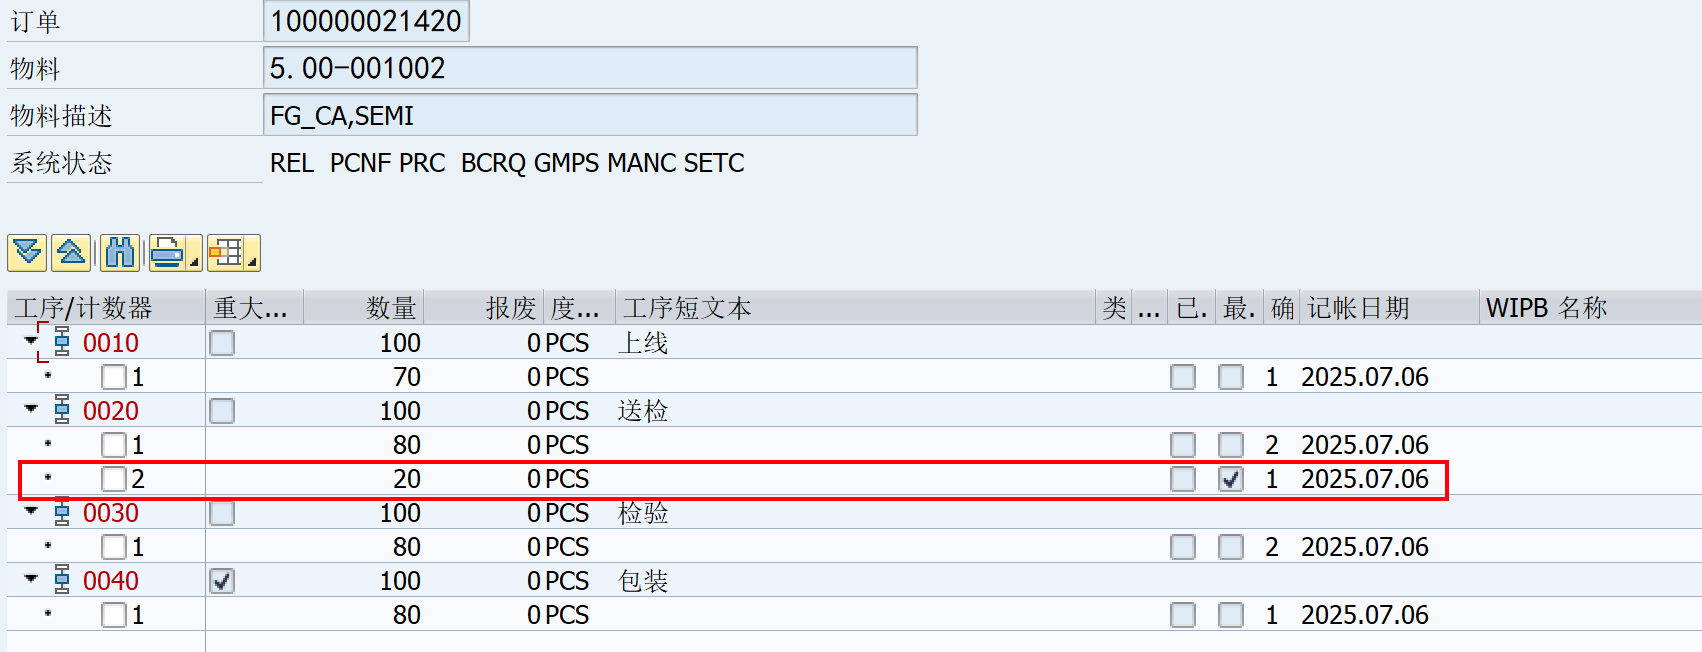 订单 100000021420
物料 5.00-001002
物料描述 FG_CA,SEMI
系统状态 REL PCNF PRC BCRQ GMPS MANC SETC
工序/计数器 重大... 数量 报废 度... 工序短文本 类 ... 已. 最. 确 记帐日期 WIPB 名称
0010 100 0 PCS 上线
1 70 0 PCS 1 2025.07.06
0020 100 0 PCS 送检
1 80 0 PCS 2 2025.07.06
2 20 0 PCS 1 2025.07.06
0030 100 0 PCS 检验
1 80 0 PCS 2 2025.07.06
0040 100 0 PCS 包装
1 80 0 PCS 1 2025.07.06